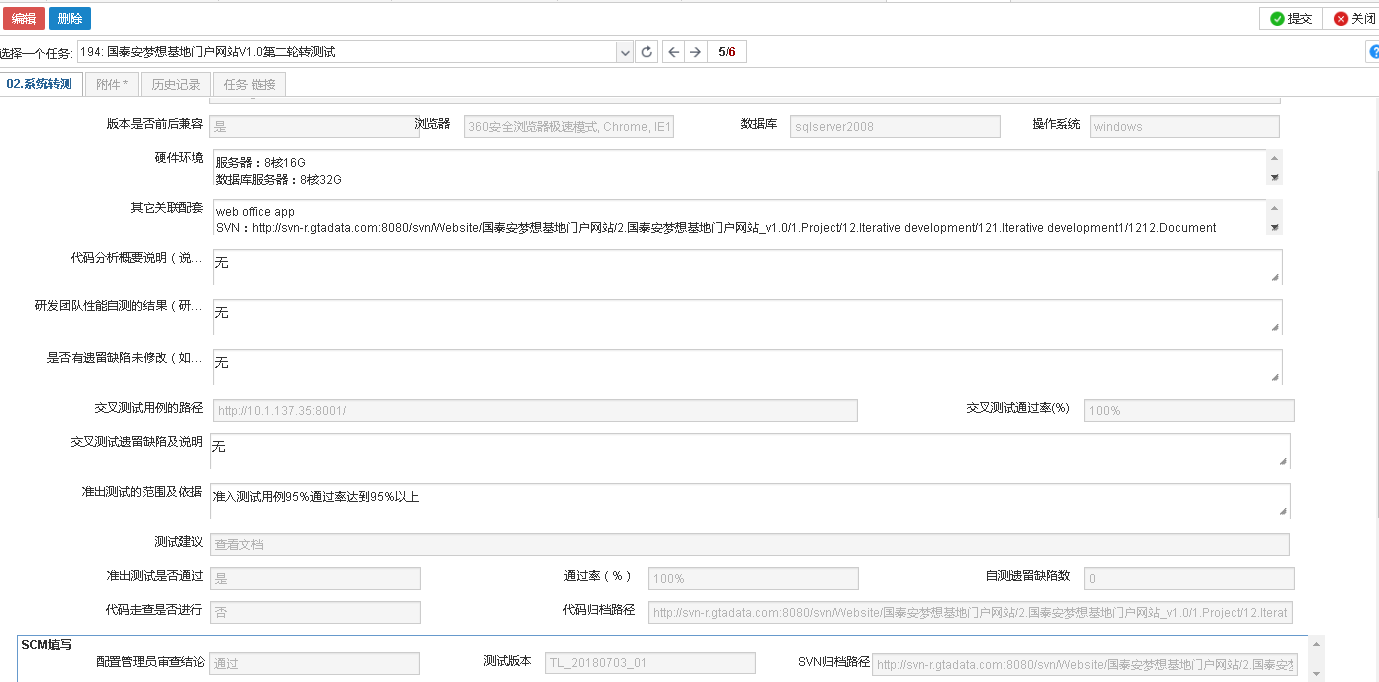 编辑 删除 提交 关闭
选择一个任务: 194: 国泰安梦想基地门户网站V1.0第二轮转测试 5/6
02.系统转测 附件 * 历史记录 任务 链接
版本是否前后兼容 是 浏览器 360安全浏览器极速模式, Chrome, IE1 数据库 sqlserver2008 操作系统 windows
硬件环境 服务器：8核16G
数据库服务器：8核32G
其它关联配套 web office app
SVN：http://svn-r.gtadata.com:8080/svn/Website/国泰安梦想基地门户网站/2.国泰安梦想基地门户网站_v1.0/1.Project/12.Iterative development/121.Iterative development1/1212.Document
代码分析概要说明（说... 无
研发团队性能自测的结果（研... 无
是否有遗留缺陷未修改（如... 无
交叉测试用例的路径 http://10.1.137.35:8001/ 交叉测试通过率(%) 100%
交叉测试遗留缺陷及说明 无
准出测试的范围及依据 准入测试用例95%通过率达到95%以上
测试建议 查看文档
准出测试是否通过 是 通过率（%） 100% 自测遗留缺陷数 0
代码走查是否进行 否 代码归档路径 http://svn-r.gtadata.com:8080/svn/Website/国泰安梦想基地门户网站/2.国泰安梦想基地门户网站_v1.0/1.Project/12.Iterat
SCM填写
配置管理员审查结论 通过 测试版本 TL_20180703_01 SVN归档路径 http://svn-r.gtadata.com:8080/svn/Website/国泰安梦想基地门户网站/2.国泰安梦